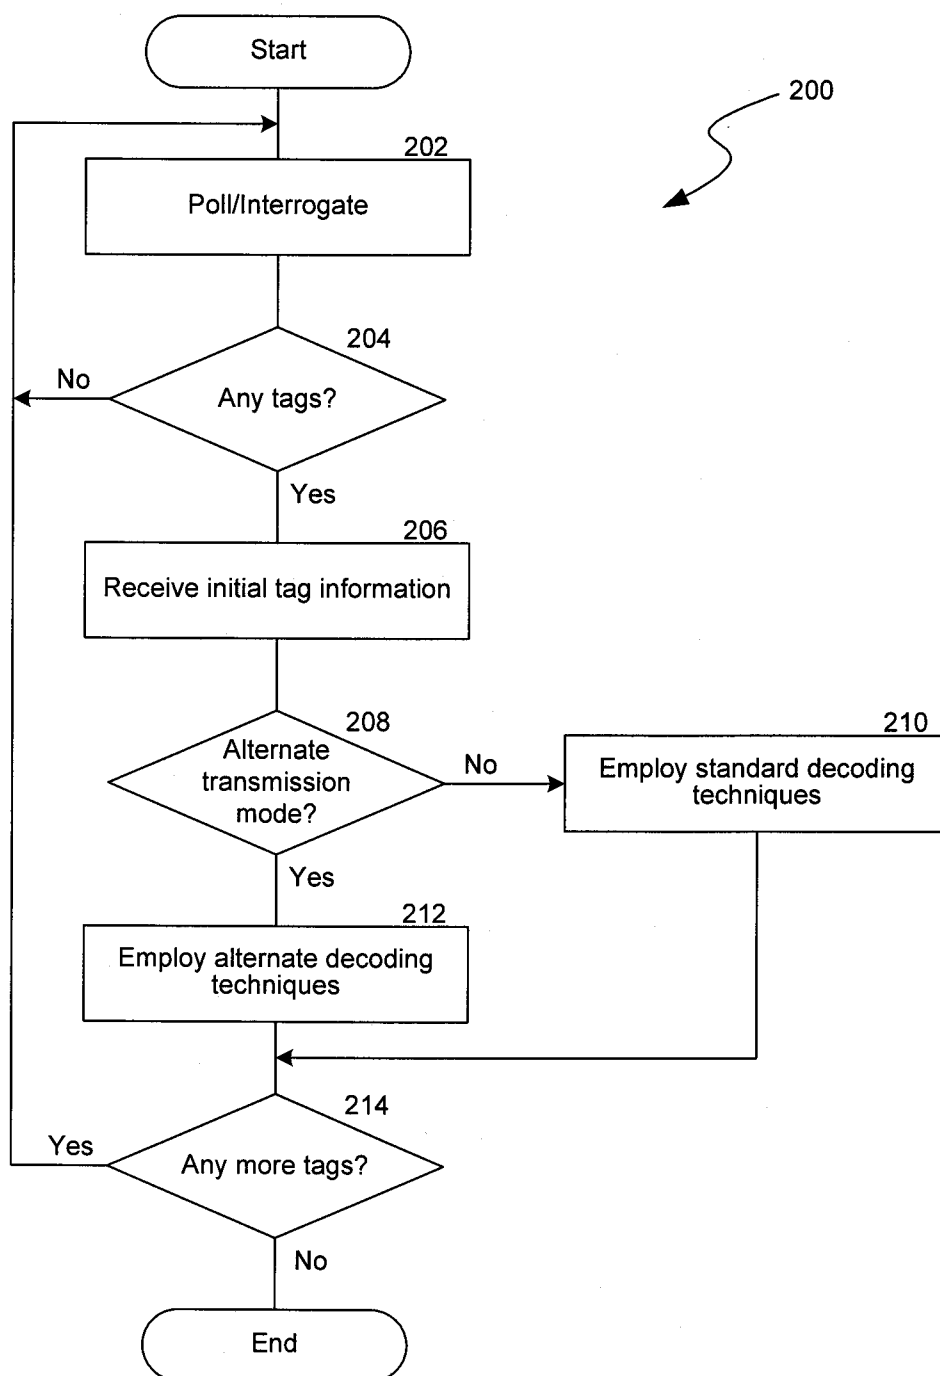 Start
200
202
Poll/Interrogate
204
No
Any tags?
Yes
206
Receive initial tag information
208
Alternate
transmission
mode?
No
210
Employ standard decoding
techniques
Yes
212
Employ alternate decoding
techniques
214
Yes
Any more tags?
No
End